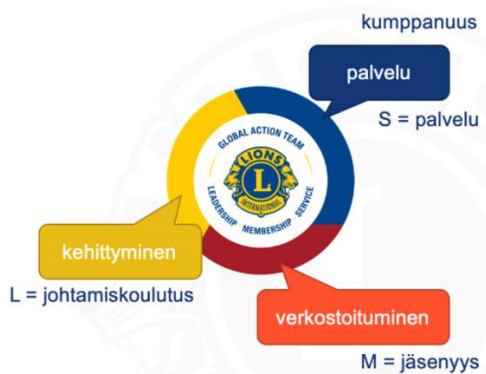 kumppanuus
palvelu
S = palvelu
GLOBAL ACTION TEAM
LIONS
L
INTERNATIONAL
LEADERSHIP MEMBERSHIP SERVICE
kehittyminen
L = johtamiskoulutus
verkostoituminen
M = jäsenyys